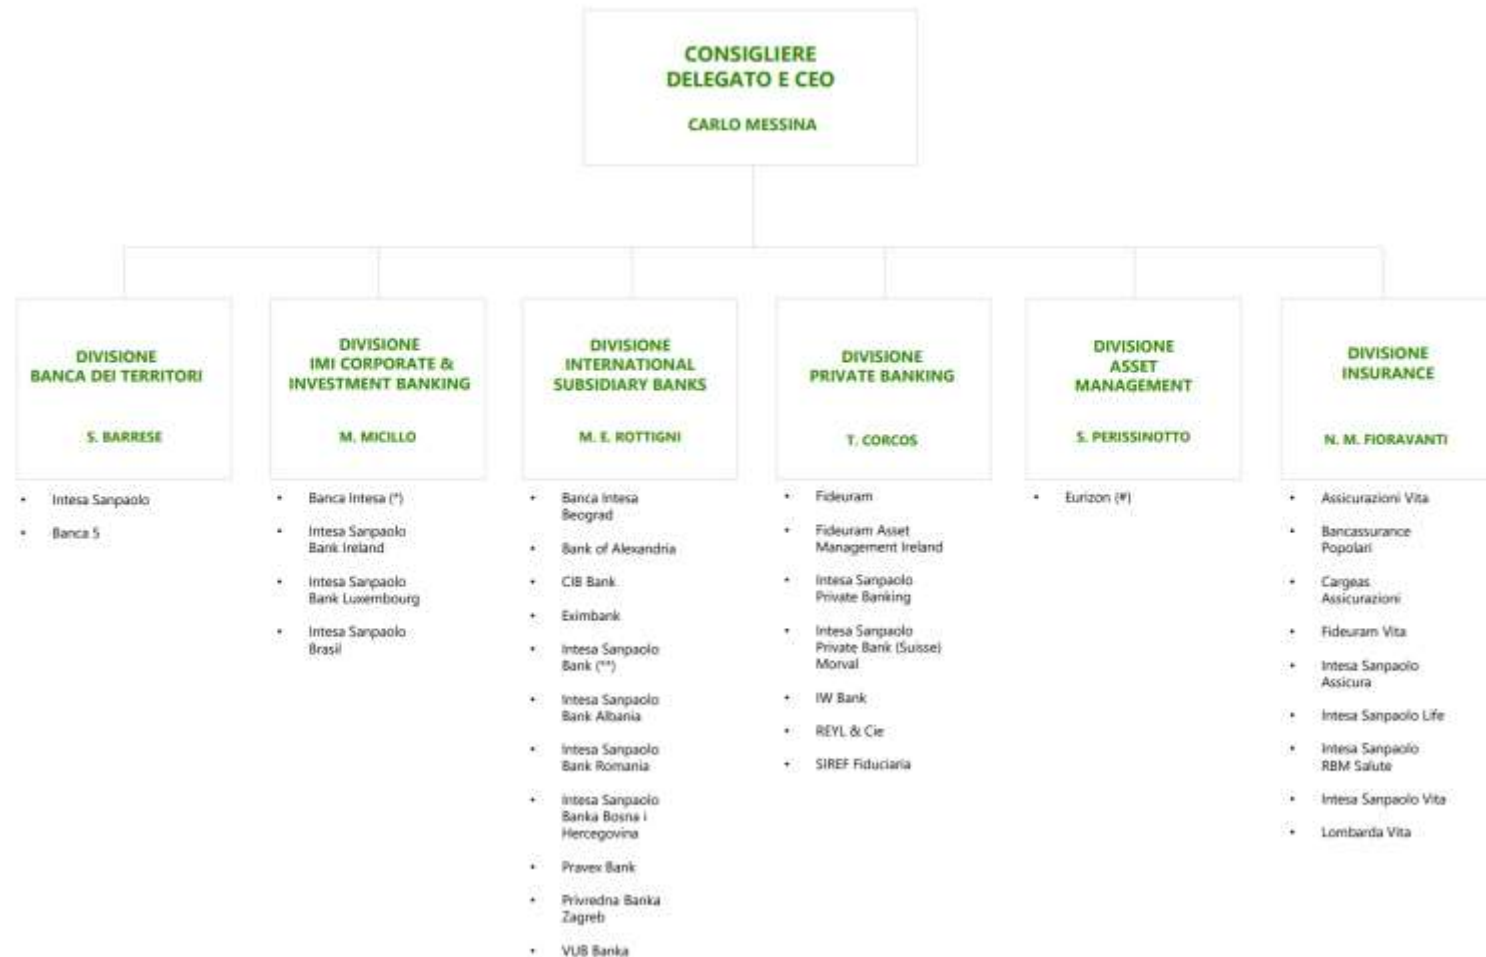 CONSIGLIERE
DELEGATO E CEO
CARLO MESSINA
DIVISIONE
BANCA DEI TERRITORI
S. BARRESE
• Intesa Sanpaolo
• Banca 5
DIVISIONE
IMI CORPORATE &
INVESTMENT BANKING
M. MICILLO
• Banca Intesa (*)
• Intesa Sanpaolo
Bank Ireland
• Intesa Sanpaolo
Bank Luxembourg
• Intesa Sanpaolo
Brasil
DIVISIONE
INTERNATIONAL
SUBSIDIARY BANKS
M. E. ROTTIGNI
• Banca Intesa
Beograd
• Bank of Alexandria
• CIB Bank
• Eximbank
• Intesa Sanpaolo
Bank (**)
• Intesa Sanpaolo
Bank Albania
• Intesa Sanpaolo
Bank Romania
• Intesa Sanpaolo
Banka Bosna i
Hercegovina
• Pravex Bank
• Privredna Banka
Zagreb
• VUB Banka
DIVISIONE
PRIVATE BANKING
T. CORCOS
• Fideuram
• Fideuram Asset
Management Ireland
• Intesa Sanpaolo
Private Banking
• Intesa Sanpaolo
Private Bank (Suisse)
Morval
• IW Bank
• REYL & Cie
• SIREF Fiduciaria
DIVISIONE
ASSET
MANAGEMENT
S. PERISSINOTTO
• Eurizon (#)
DIVISIONE
INSURANCE
N. M. FIORAVANTI
• Assicurazioni Vita
• Bancassurance
Popolari
• Cargeas
Assicurazioni
• Fideuram Vita
• Intesa Sanpaolo
Assicura
• Intesa Sanpaolo Life
• Intesa Sanpaolo
RBM Salute
• Intesa Sanpaolo Vita
• Lombarda Vita